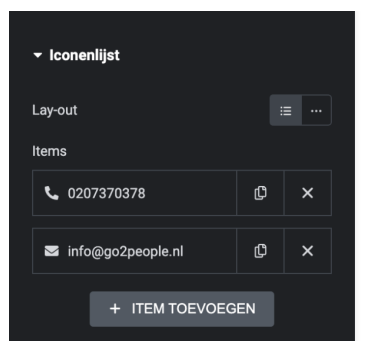 Iconenlijst
Lay-out
Items
0207370378
info@go2people.nl
+ ITEM TOEVOEGEN